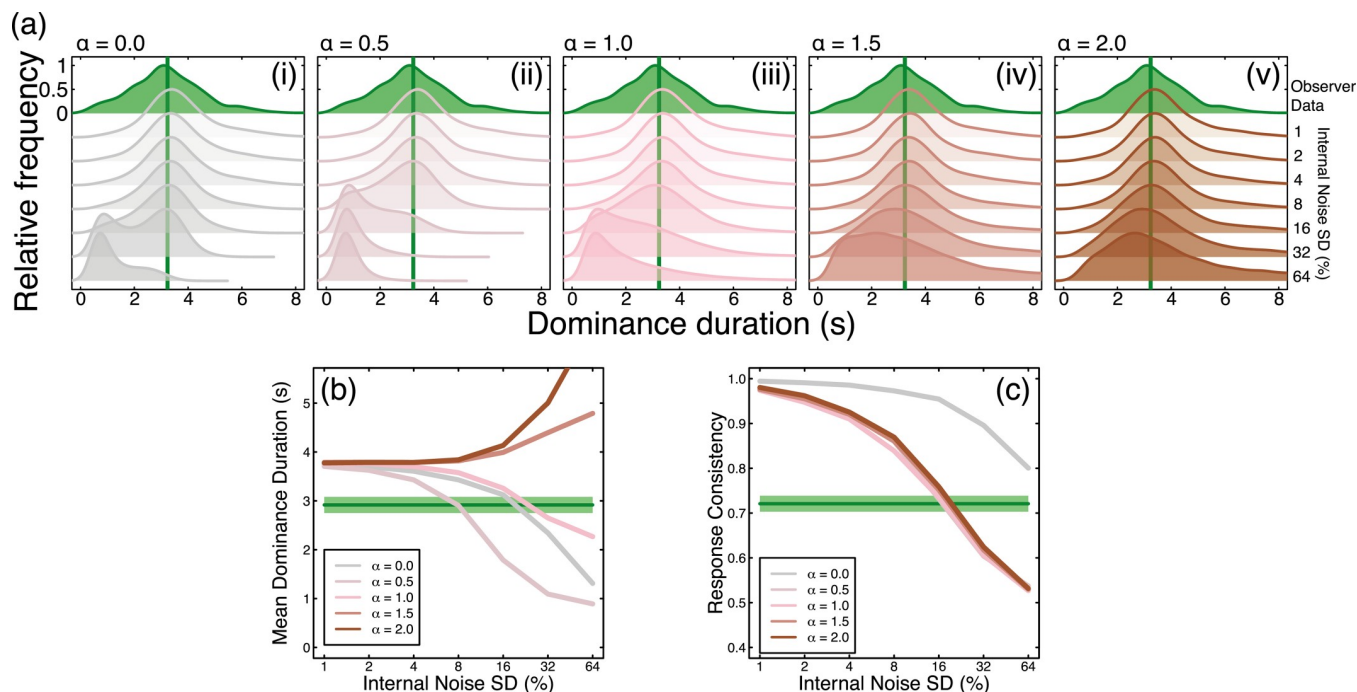 (a)
α = 0.0
α = 0.5
α = 1.0
α = 1.5
α = 2.0
Relative frequency
1
0.5
0
(i)
(ii)
(iii)
(iv)
(v)
Observer
Data
1
2
4
8
16
32
64
Internal Noise SD (%)
0 2 4 6 8
0 2 4 6 8
0 2 4 6 8
0 2 4 6 8
0 2 4 6 8
Dominance duration (s)
(b)
Mean Dominance Duration (s)
5
4
3
2
1
0
α = 0.0
α = 0.5
α = 1.0
α = 1.5
α = 2.0
1 2 4 8 16 32 64
Internal Noise SD (%)
(c)
Response Consistency
1.0
0.9
0.8
0.7
0.6
0.5
0.4
α = 0.0
α = 0.5
α = 1.0
α = 1.5
α = 2.0
1 2 4 8 16 32 64
Internal Noise SD (%)